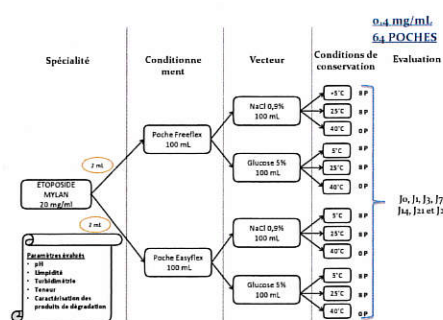 0,4 mg/mL
64 POCHES
Spécialité
Conditionne
ment
Vecteur
Conditions de
conservation
Evaluation
ETOPOSIDE
MYLAN
20 mg/ml
2 mL
2 mL
Poche Freeflex
100 mL
Poche Easyflex
100 mL
NaCl 0,9%
100 mL
Glucose 5%
100 mL
NaCl 0,9%
100 mL
Glucose 5%
100 mL
+5°C 8 P
25°C 8 P
40°C 0 P
5°C 8 P
25°C 8 P
40°C 0 P
5°C 8 P
25°C 8 P
40°C 0 P
5°C 8 P
25°C 8 P
40°C 0 P
J0, J1, J3, J7
J14, J21 et J2
Paramètres évalués
• pH
• Limpidité
• Turbidimétrie
• Teneur
• Caractérisation des
produits de dégradation